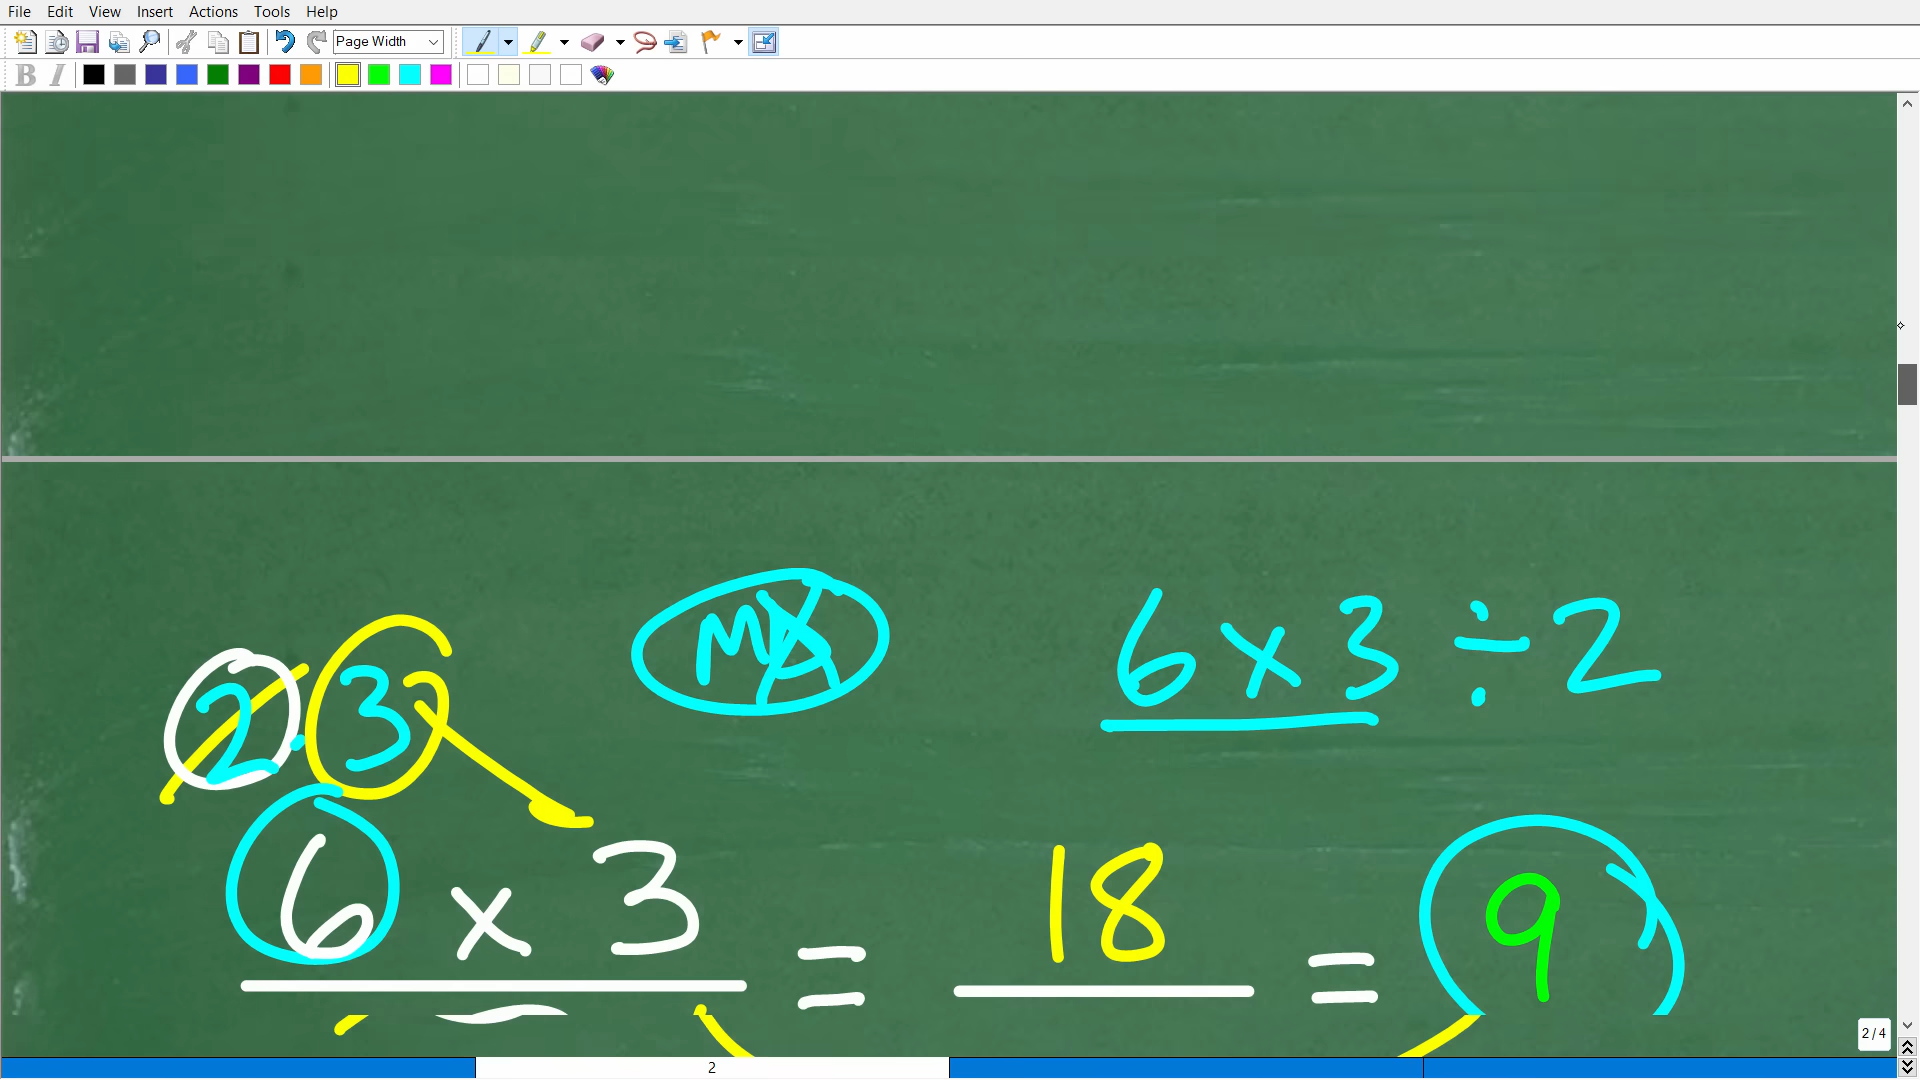 File Edit View Insert Actions Tools Help
Page Width
B I
6 x 3 ÷ 2
2 · 3
6 x 3 = 18 = 9
2 / 4
2